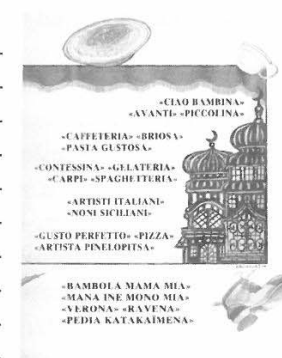 «CIAO BAMBINA»
«AVANTI» «PICCOLINA»
«CAFFETERIA» «BRIOSA»
«PASTA GUSTOSA»
«CONTESSINA» «GELATERIA»
«CARPI» «SPAGHETTERIA»
«ARTISTI ITALIANI»
«NONI SICILIANI»
«GUSTO PERFETTO» «PIZZA»
«ARTISTA PINELOPITSA»
«BAMBOLA MAMA MIA»
«MANA INE MONO MIA»
«VERONA» «RAVENA»
«PEDIA KATAKAÏMENA»